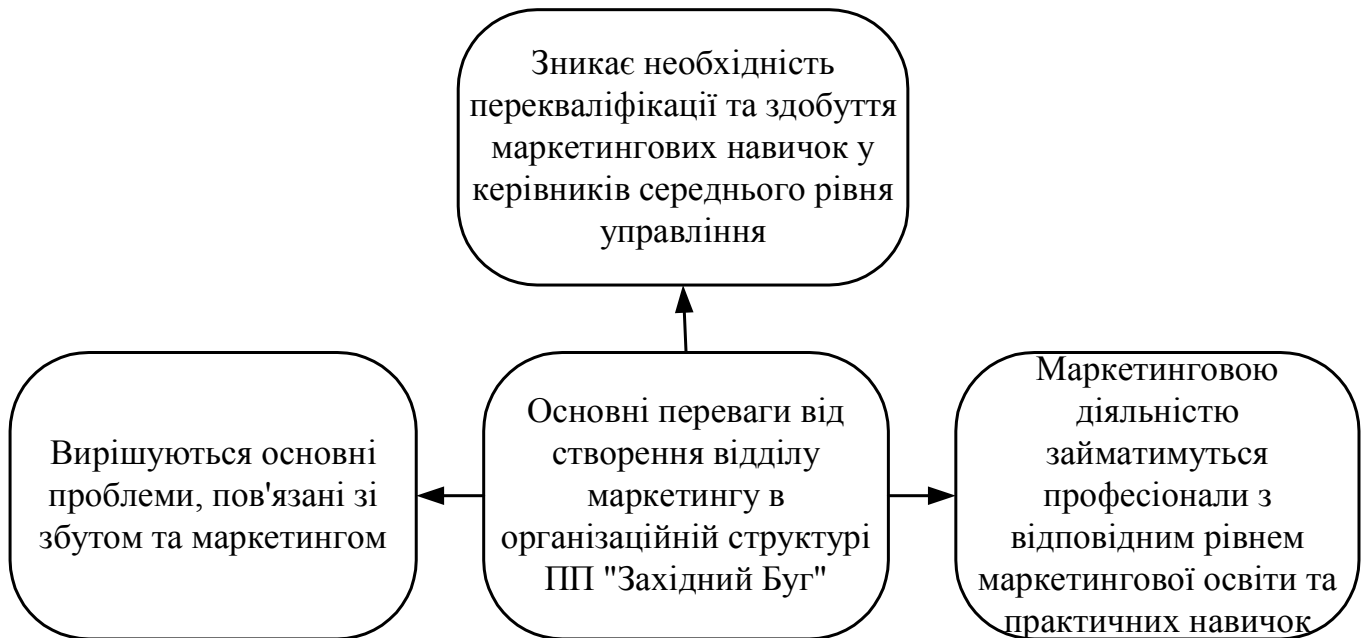 Зникає необхідність
перекваліфікації та здобуття
маркетингових навичок у
керівників середнього рівня
управління
Вирішуються основні
проблеми, пов'язані зі
збутом та маркетингом
Основні переваги від
створення відділу
маркетингу в
організаційній структурі
ПП "Західний Буг"
Маркетинговою
діяльністю
займатимуться
професіонали з
відповідним рівнем
маркетингової освіти та
практичних навичок